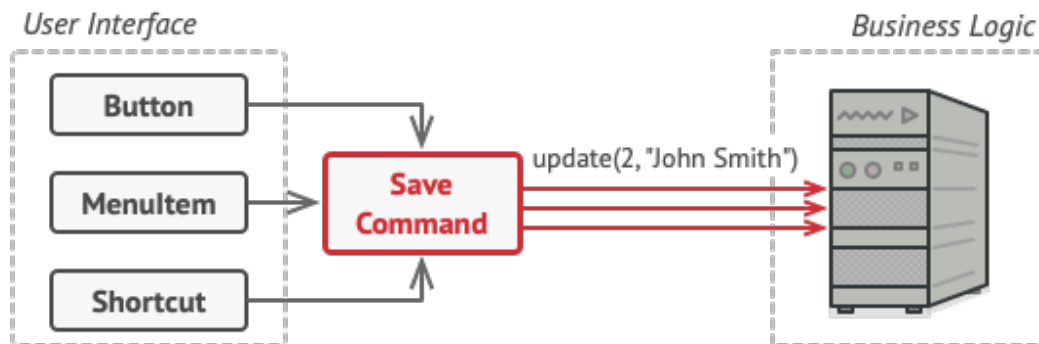 User Interface
Business Logic
Button
update(2, "John Smith")
Save
Command
MenuItem
Shortcut